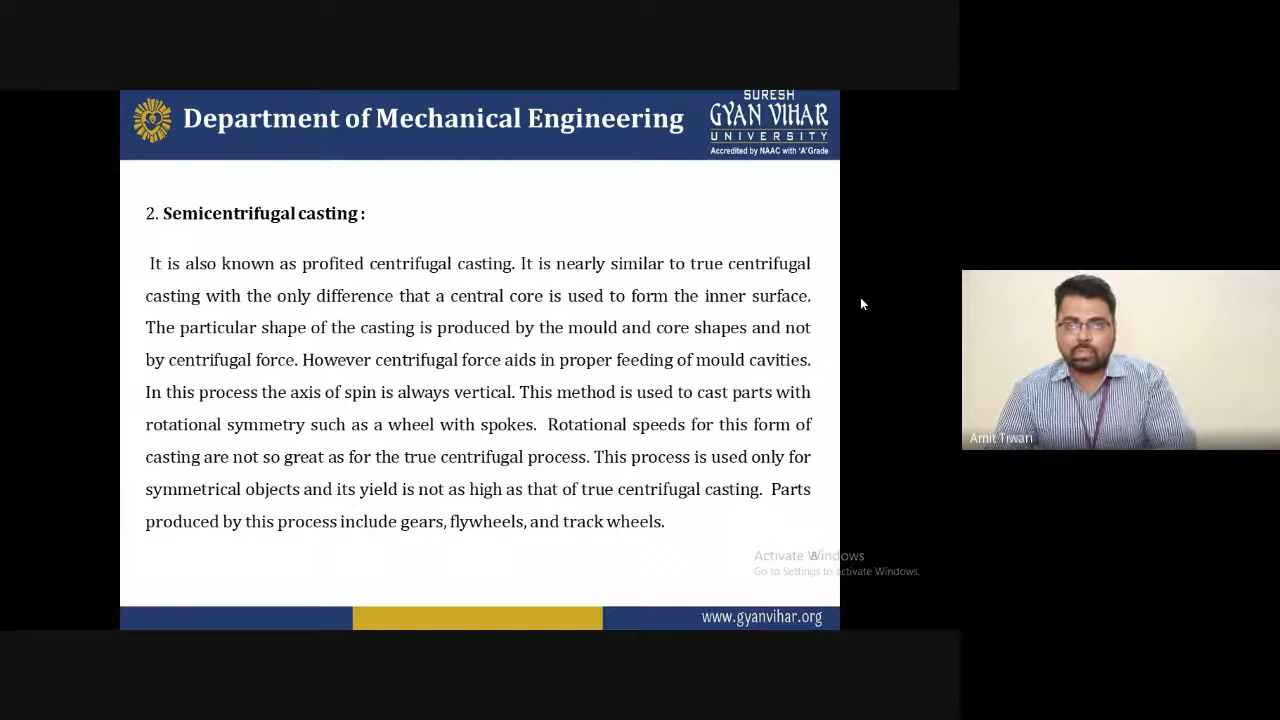 Department of Mechanical Engineering
SURESH
GYAN VIHAR
UNIVERSITY
Accredited by NAAC with 'A' Grade
2. Semicentrifugal casting :
It is also known as profited centrifugal casting. It is nearly similar to true centrifugal
casting with the only difference that a central core is used to form the inner surface.
The particular shape of the casting is produced by the mould and core shapes and not
by centrifugal force. However centrifugal force aids in proper feeding of mould cavities.
In this process the axis of spin is always vertical. This method is used to cast parts with
rotational symmetry such as a wheel with spokes. Rotational speeds for this form of
casting are not so great as for the true centrifugal process. This process is used only for
symmetrical objects and its yield is not as high as that of true centrifugal casting. Parts
produced by this process include gears, flywheels, and track wheels.
Amit Tiwari
Activate Windows
8
Go to Settings to activate Windows.
www.gyanvihar.org